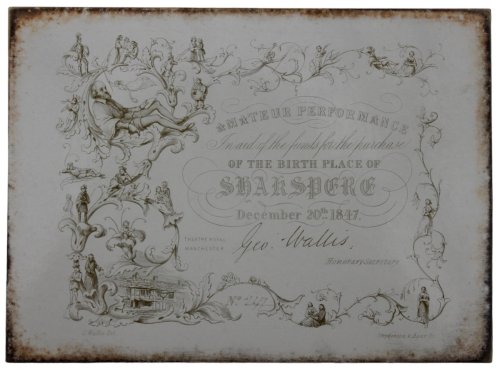 AMATEUR PERFORMANCE
In aid of the funds for the purchase
OF THE BIRTH PLACE OF
SHAKSPERE
December 20th 1847.
THEATRE ROYAL
MANCHESTER
Geo. Wallis,
HONORARY SECRETARY
No